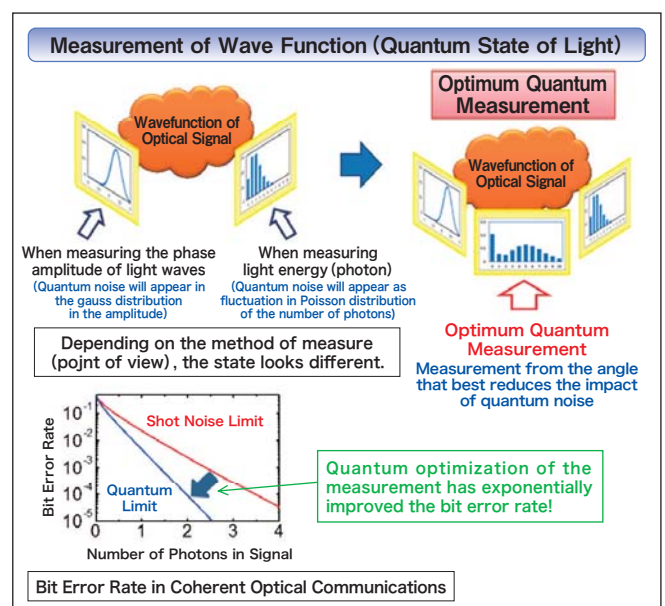 Measurement of Wave Function (Quantum State of Light)
Wavefunction of
Optical Signal
When measuring the phase
amplitude of light waves
(Quantum noise will appear in
the gauss distribution
in the amplitude)
When measuring
light energy (photon)
(Quantum noise will appear as
fluctuation in Poisson distribution
of the number of photons)
Depending on the method of measure
(pojnt of view), the state looks different.
Optimum Quantum
Measurement
Wavefunction of
Optical Signal
Optimum Quantum
Measurement
Measurement from the angle
that best reduces the impact
of quantum noise
Bit Error Rate
10-1
10-2
10-3
10-4
10-5
Shot Noise Limit
Quantum
Limit
0 1 2 3 4
Number of Photons in Signal
Quantum optimization of the
measurement has exponentially
improved the bit error rate!
Bit Error Rate in Coherent Optical Communications